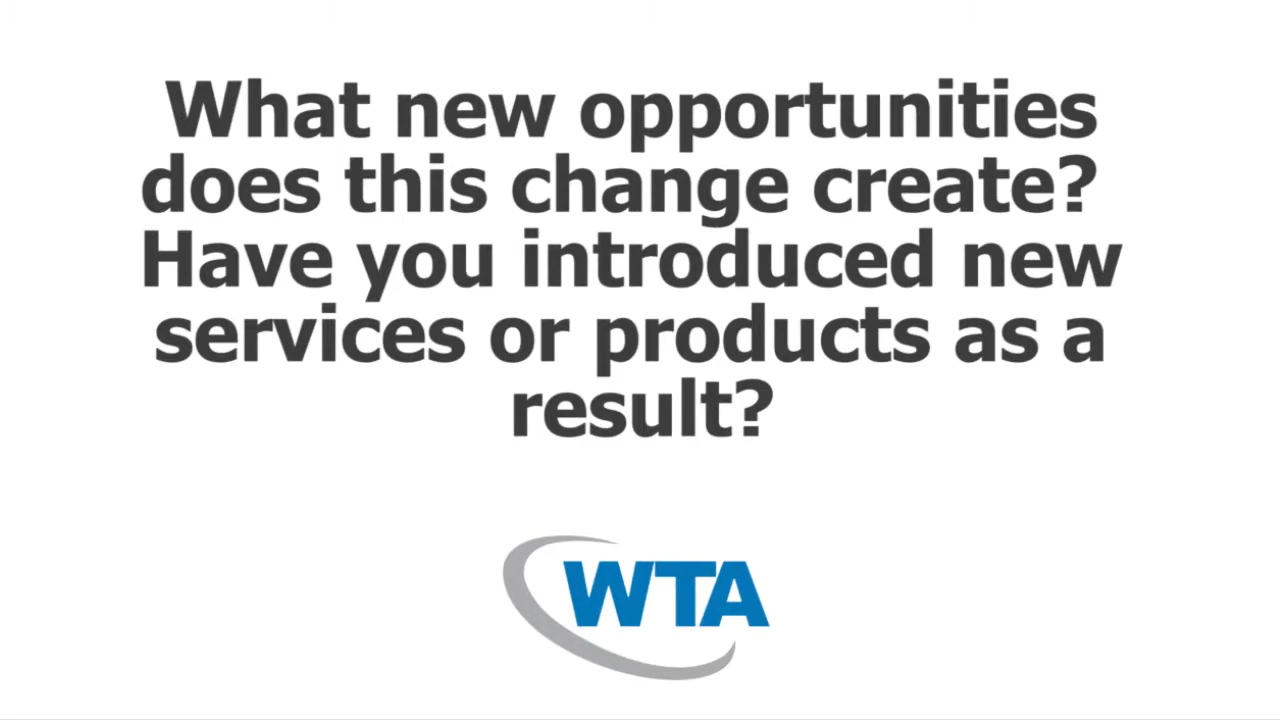 What new opportunities
does this change create?
Have you introduced new
services or products as a
result?
WTA